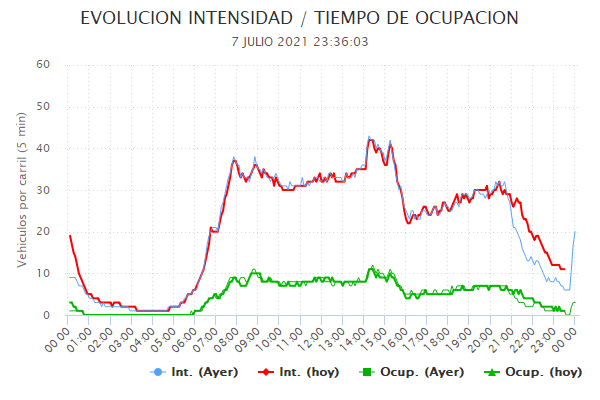 EVOLUCION INTENSIDAD / TIEMPO DE OCUPACION
7 JULIO 2021 23:36:03
Vehiculos por carril (5 min)
60
50
40
30
20
10
0
00:00 01:00 02:00 03:00 04:00 05:00 06:00 07:00 08:00 09:00 10:00 11:00 12:00 13:00 14:00 15:00 16:00 17:00 18:00 19:00 20:00 21:00 22:00 23:00 00:00
Int. (Ayer) Int. (hoy) Ocup. (Ayer) Ocup. (hoy)